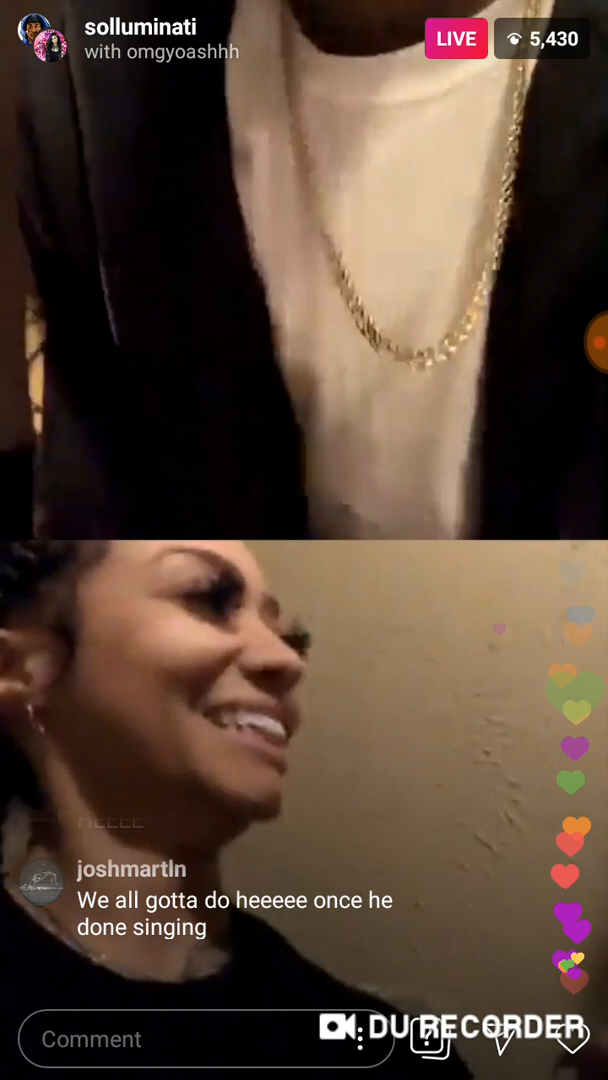 solluminati
with omgyoashhh
LIVE
5,430
HEEEE
joshmartln
We all gotta do heeeee once he
done singing
Comment
DU RECORDER